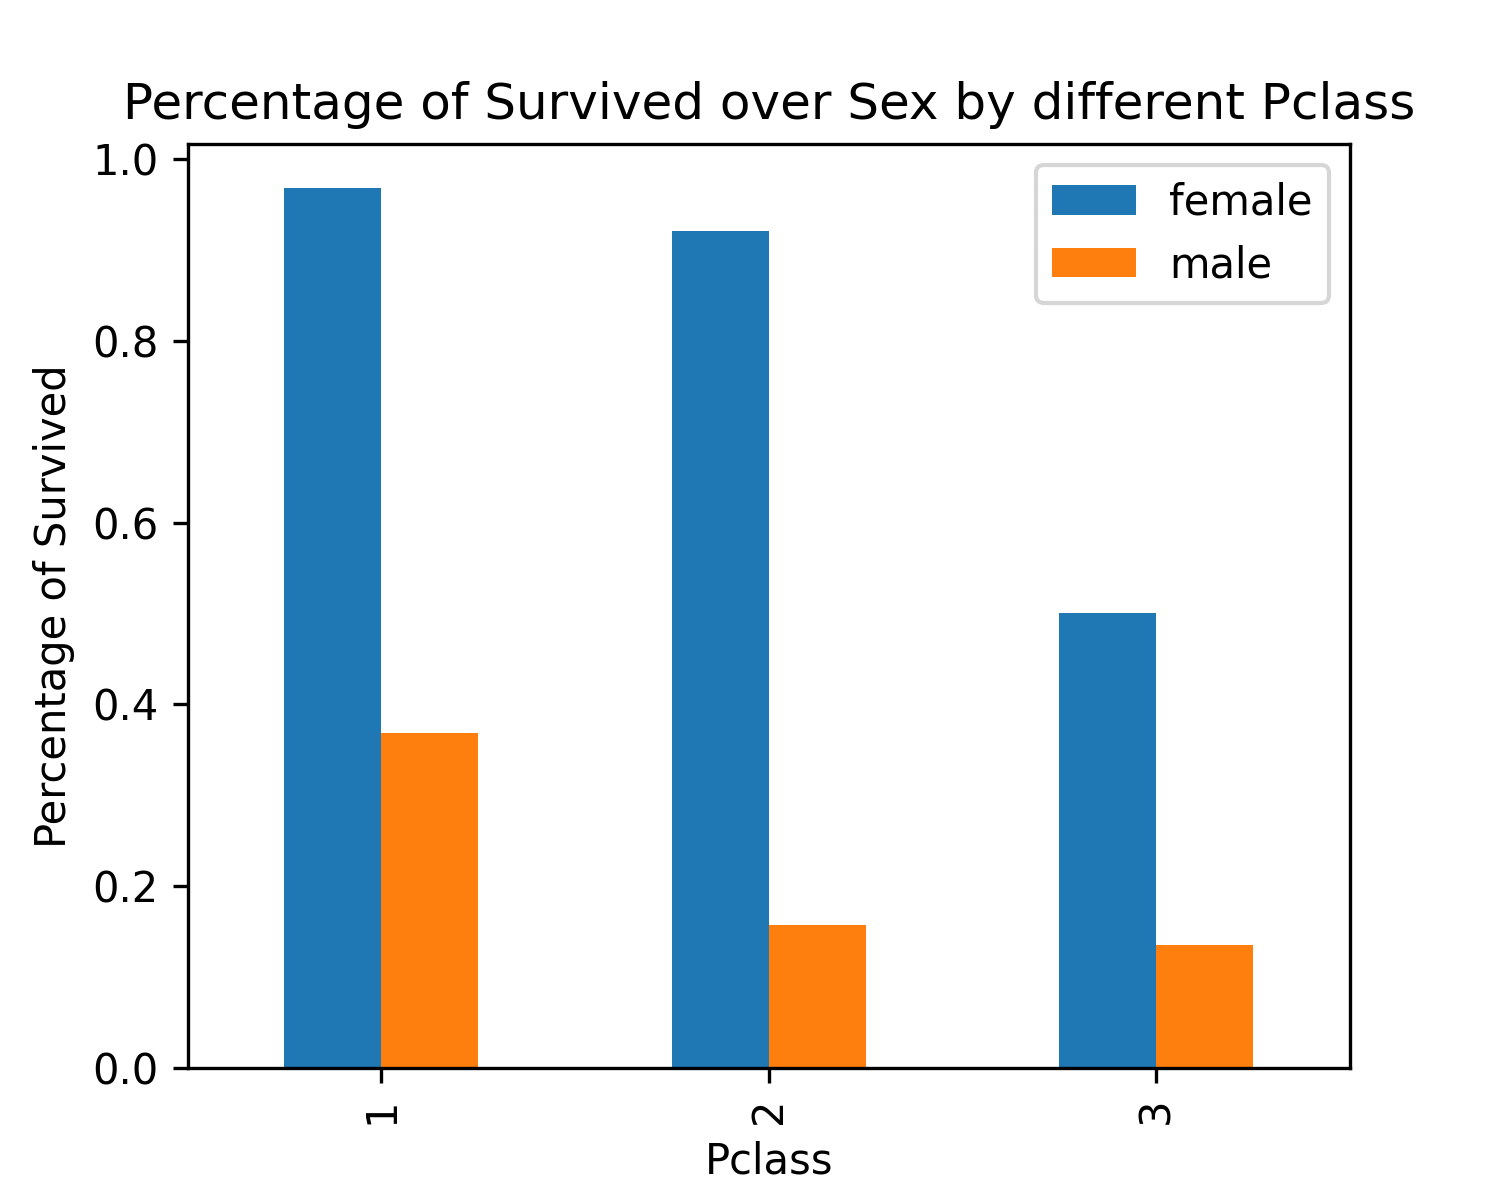 Percentage of Survived over Sex by different Pclass
1.0
0.8
0.6
0.4
0.2
0.0
Percentage of Survived
female
male
1
2
3
Pclass